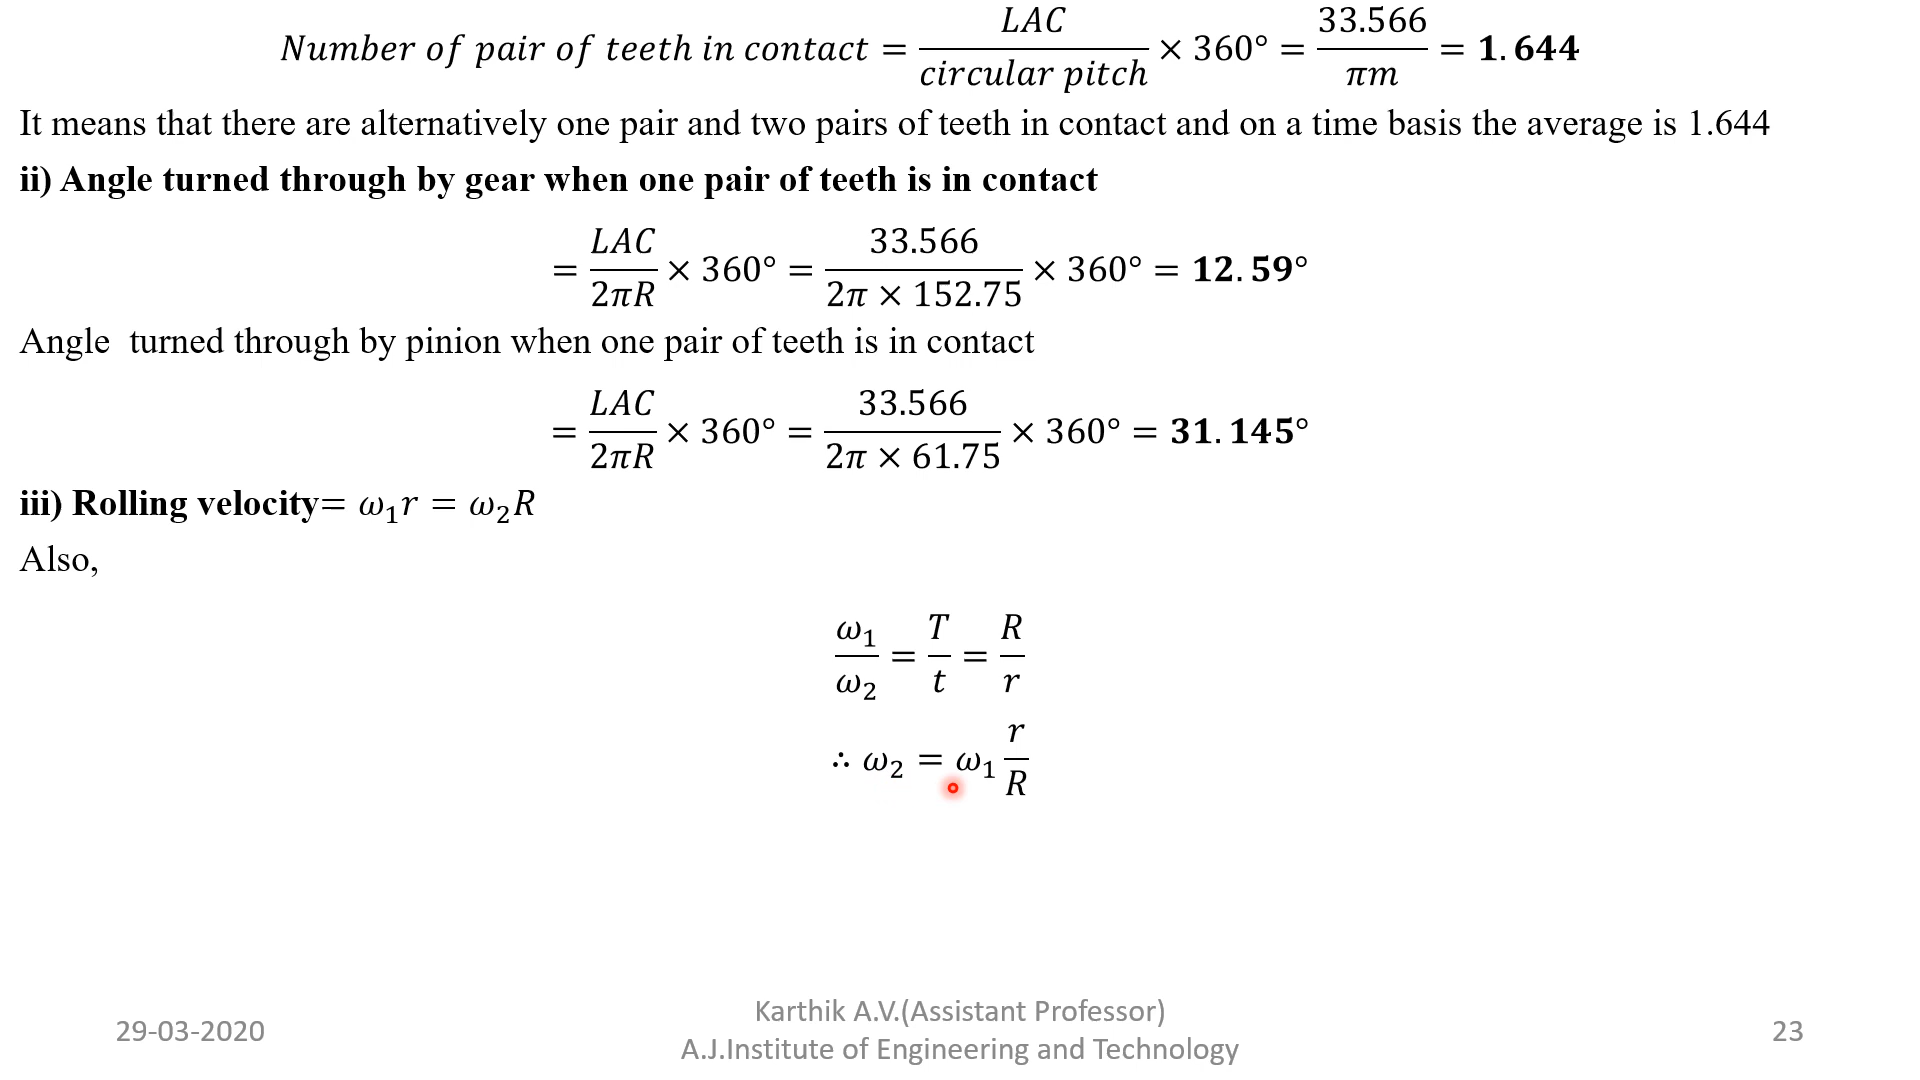 Number of pair of teeth in contact = LAC / circular pitch × 360° = 33.566 / πm = 1.644
It means that there are alternatively one pair and two pairs of teeth in contact and on a time basis the average is 1.644
ii) Angle turned through by gear when one pair of teeth is in contact
= LAC / 2πR × 360° = 33.566 / 2π × 152.75 × 360° = 12.59°
Angle turned through by pinion when one pair of teeth is in contact
= LAC / 2πR × 360° = 33.566 / 2π × 61.75 × 360° = 31.145°
iii) Rolling velocity= ω₁r = ω₂R
Also,
ω₁ / ω₂ = T / t = R / r
∴ ω₂ = ω₁ r / R
29-03-2020
Karthik A.V.(Assistant Professor)
A.J.Institute of Engineering and Technology
23